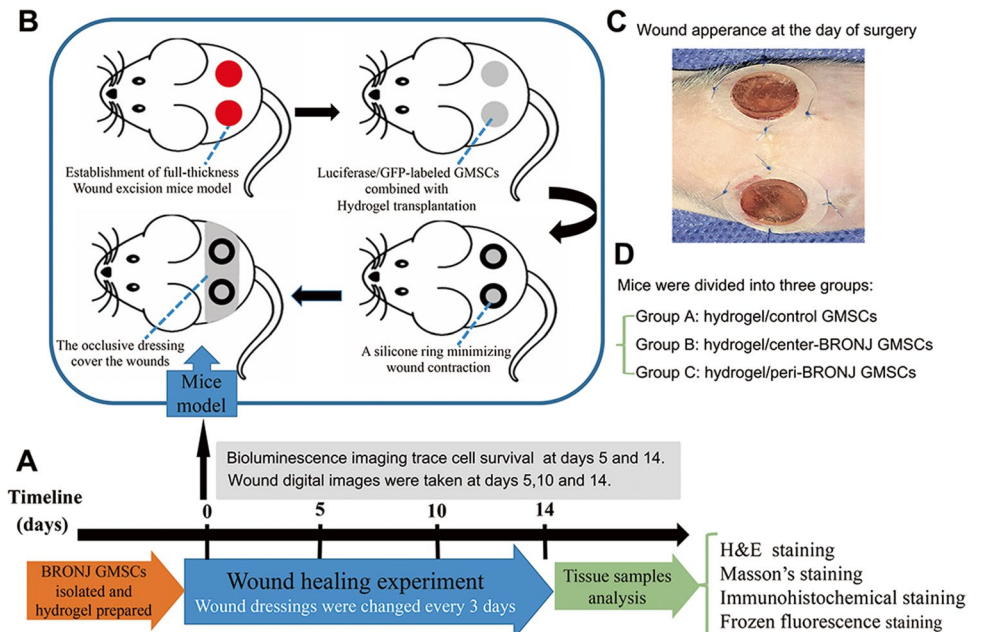 B
Establishment of full-thickness
Wound excision mice model
Luciferase/GFP-labeled GMSCs
combined with
Hydrogel transplantation
The occlusive dressing
cover the wounds
A silicone ring minimizing
wound contraction
Mice
model
C
Wound apperance at the day of surgery
D
Mice were divided into three groups:
Group A: hydrogel/control GMSCs
Group B: hydrogel/center-BRONJ GMSCs
Group C: hydrogel/peri-BRONJ GMSCs
A
Bioluminescence imaging trace cell survival at days 5 and 14.
Wound digital images were taken at days 5,10 and 14.
Timeline
(days)
0 5 10 14
BRONJ GMSCs
isolated and
hydrogel prepared
Wound healing experiment
Wound dressings were changed every 3 days
Tissue samples
analysis
H&E staining
Masson's staining
Immunohistochemical staining
Frozen fluorescence staining